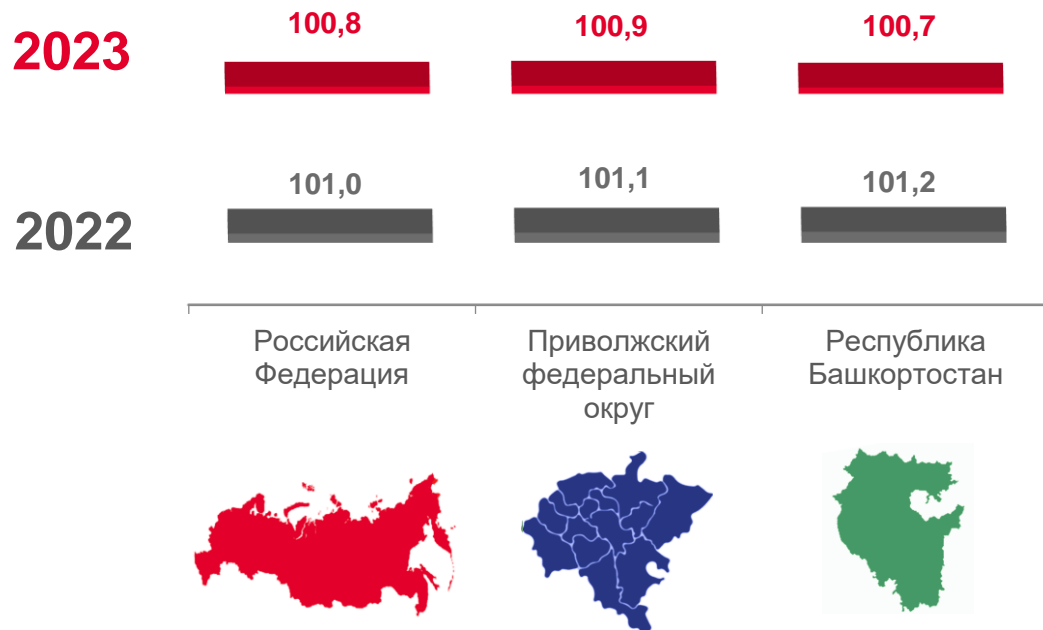 2023
100,8
100,9
100,7
2022
101,0
101,1
101,2
Российская
Федерация
Приволжский
федеральный
округ
Республика
Башкортостан